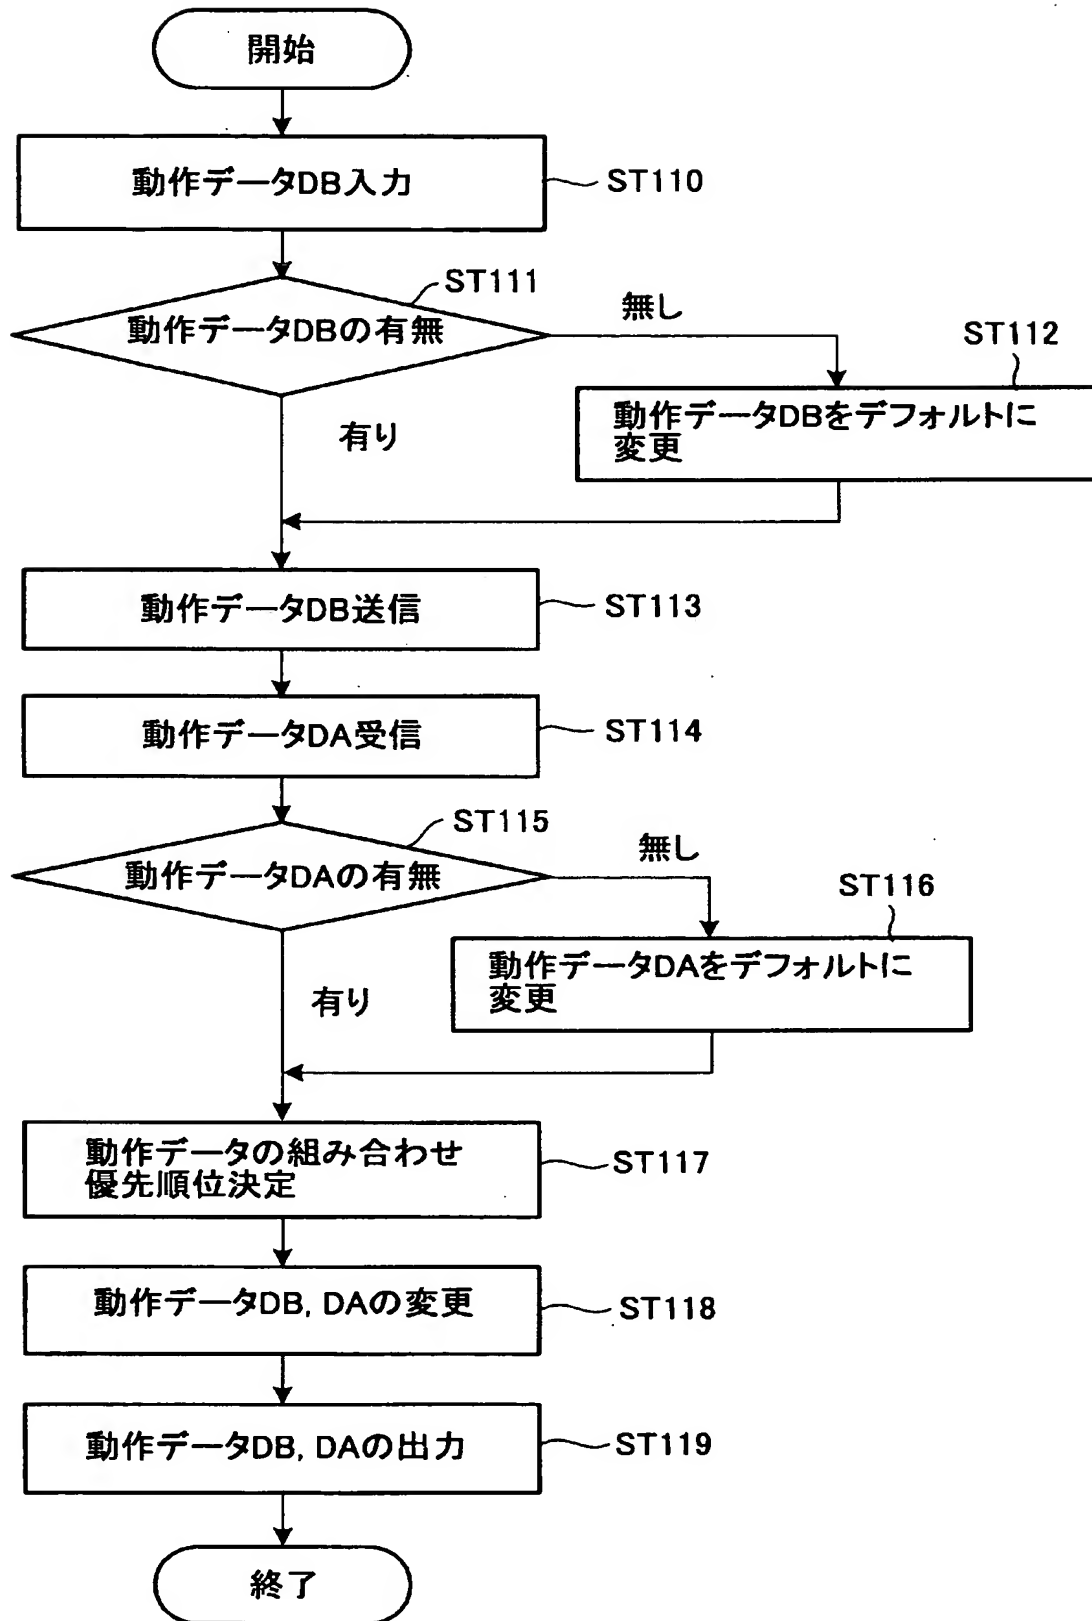 開始
動作データDB入力
ST110
ST111
動作データDBの有無
無し
ST112
動作データDBをデフォルトに
変更
有り
動作データDB送信
ST113
動作データDA受信
ST114
ST115
動作データDAの有無
無し
ST116
動作データDAをデフォルトに
変更
有り
動作データの組み合わせ
優先順位決定
ST117
動作データDB, DAの変更
ST118
動作データDB, DAの出力
ST119
終了